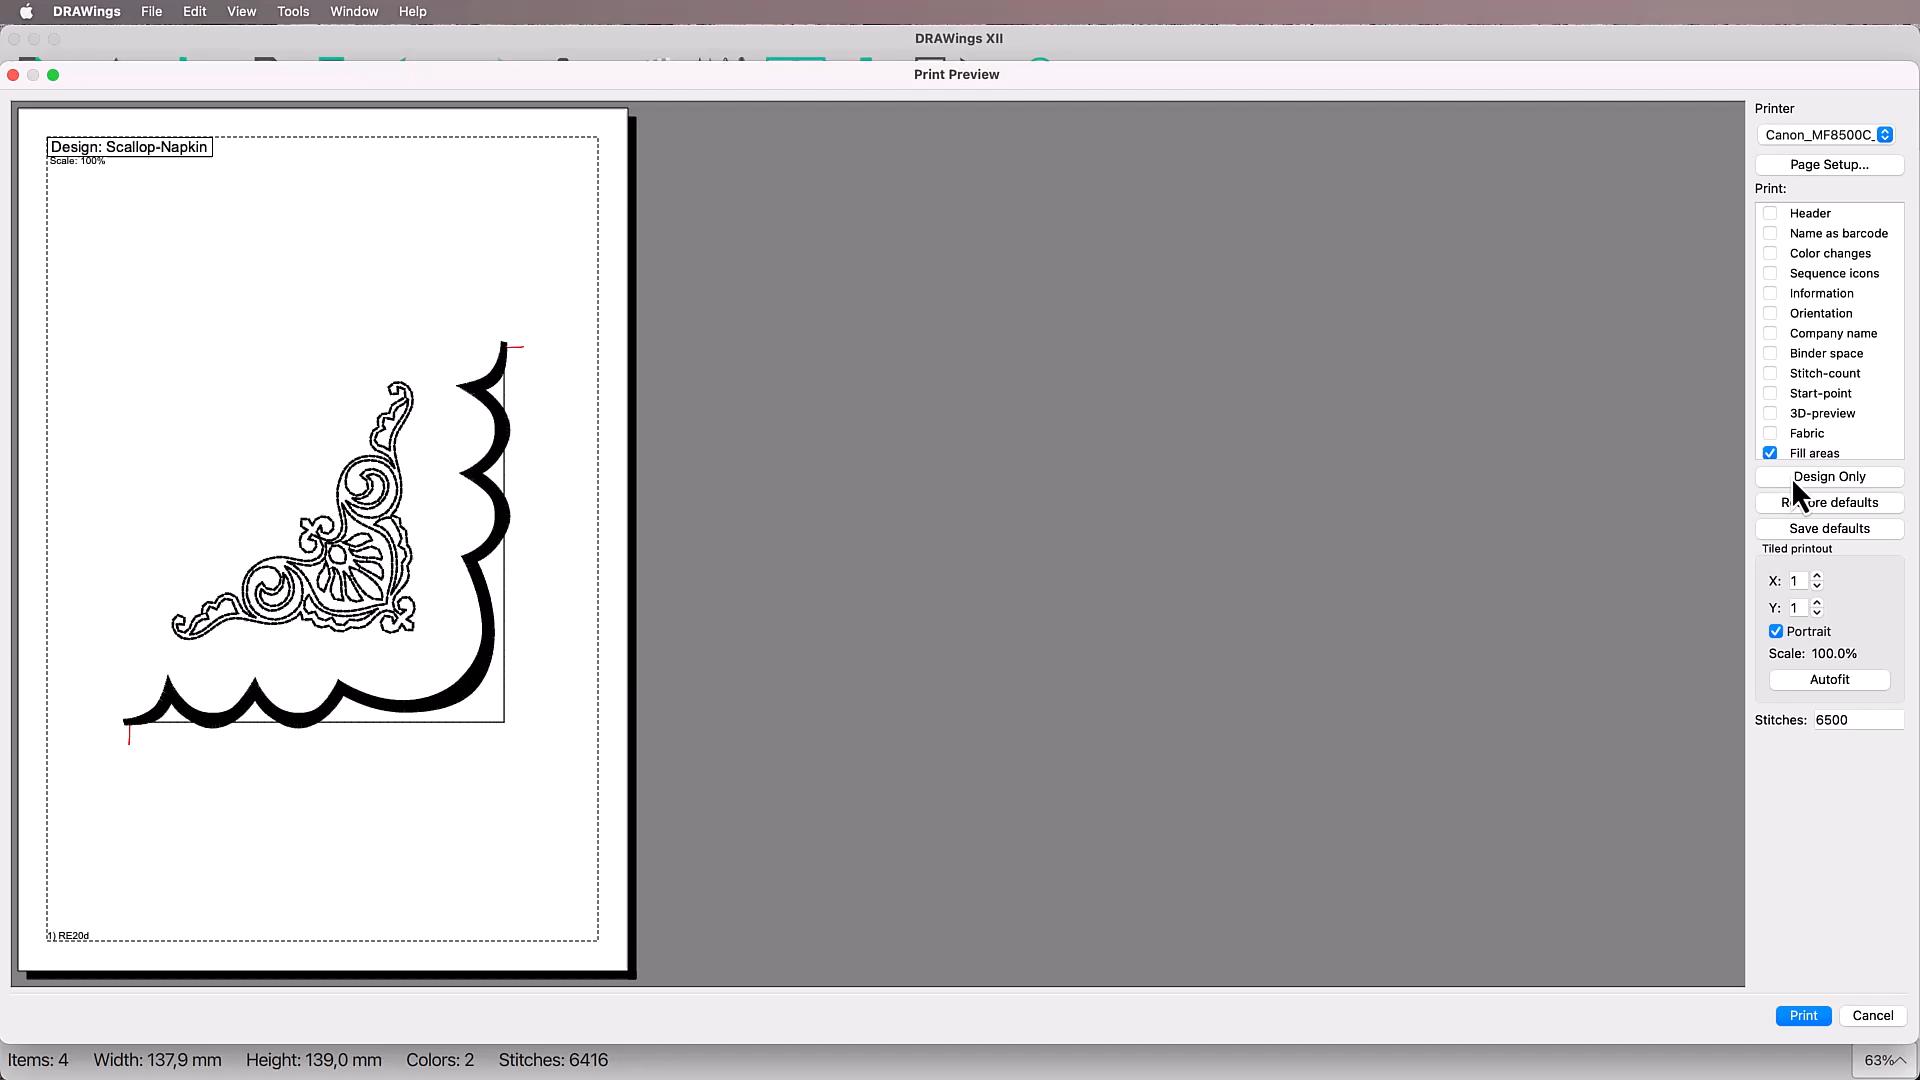 DRAWings File Edit View Tools Window Help
DRAWings XII
Print Preview
Design: Scallop-Napkin
Scale: 100%
1) RE20d
Printer
Canon_MF8500C_
Page Setup...
Print:
Header
Name as barcode
Color changes
Sequence icons
Information
Orientation
Company name
Binder space
Stitch-count
Start-point
3D-preview
Fabric
Fill areas
Design Only
defaults
Save defaults
Tiled printout
X: 1
Y: 1
Portrait
Scale: 100.0%
Autofit
Stitches: 6500
Print Cancel
Items: 4 Width: 137,9 mm Height: 139,0 mm Colors: 2 Stitches: 6416
63%